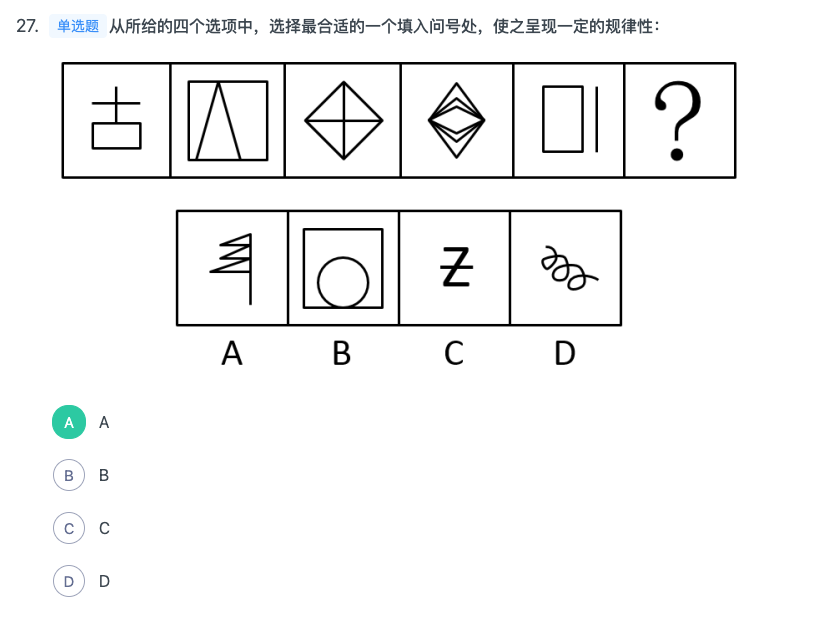 27. 单选题 从所给的四个选项中，选择最合适的一个填入问号处，使之呈现一定的规律性：
?
A B C D
A A
B B
C C
D D